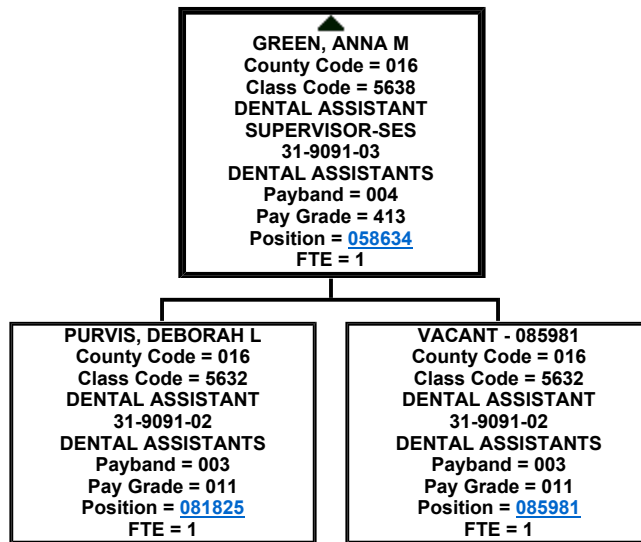 GREEN, ANNA M
County Code = 016
Class Code = 5638
DENTAL ASSISTANT
SUPERVISOR-SES
31-9091-03
DENTAL ASSISTANTS
Payband = 004
Pay Grade = 413
Position = 058634
FTE = 1
PURVIS, DEBORAH L
County Code = 016
Class Code = 5632
DENTAL ASSISTANT
31-9091-02
DENTAL ASSISTANTS
Payband = 003
Pay Grade = 011
Position = 081825
FTE = 1
VACANT - 085981
County Code = 016
Class Code = 5632
DENTAL ASSISTANT
31-9091-02
DENTAL ASSISTANTS
Payband = 003
Pay Grade = 011
Position = 085981
FTE = 1